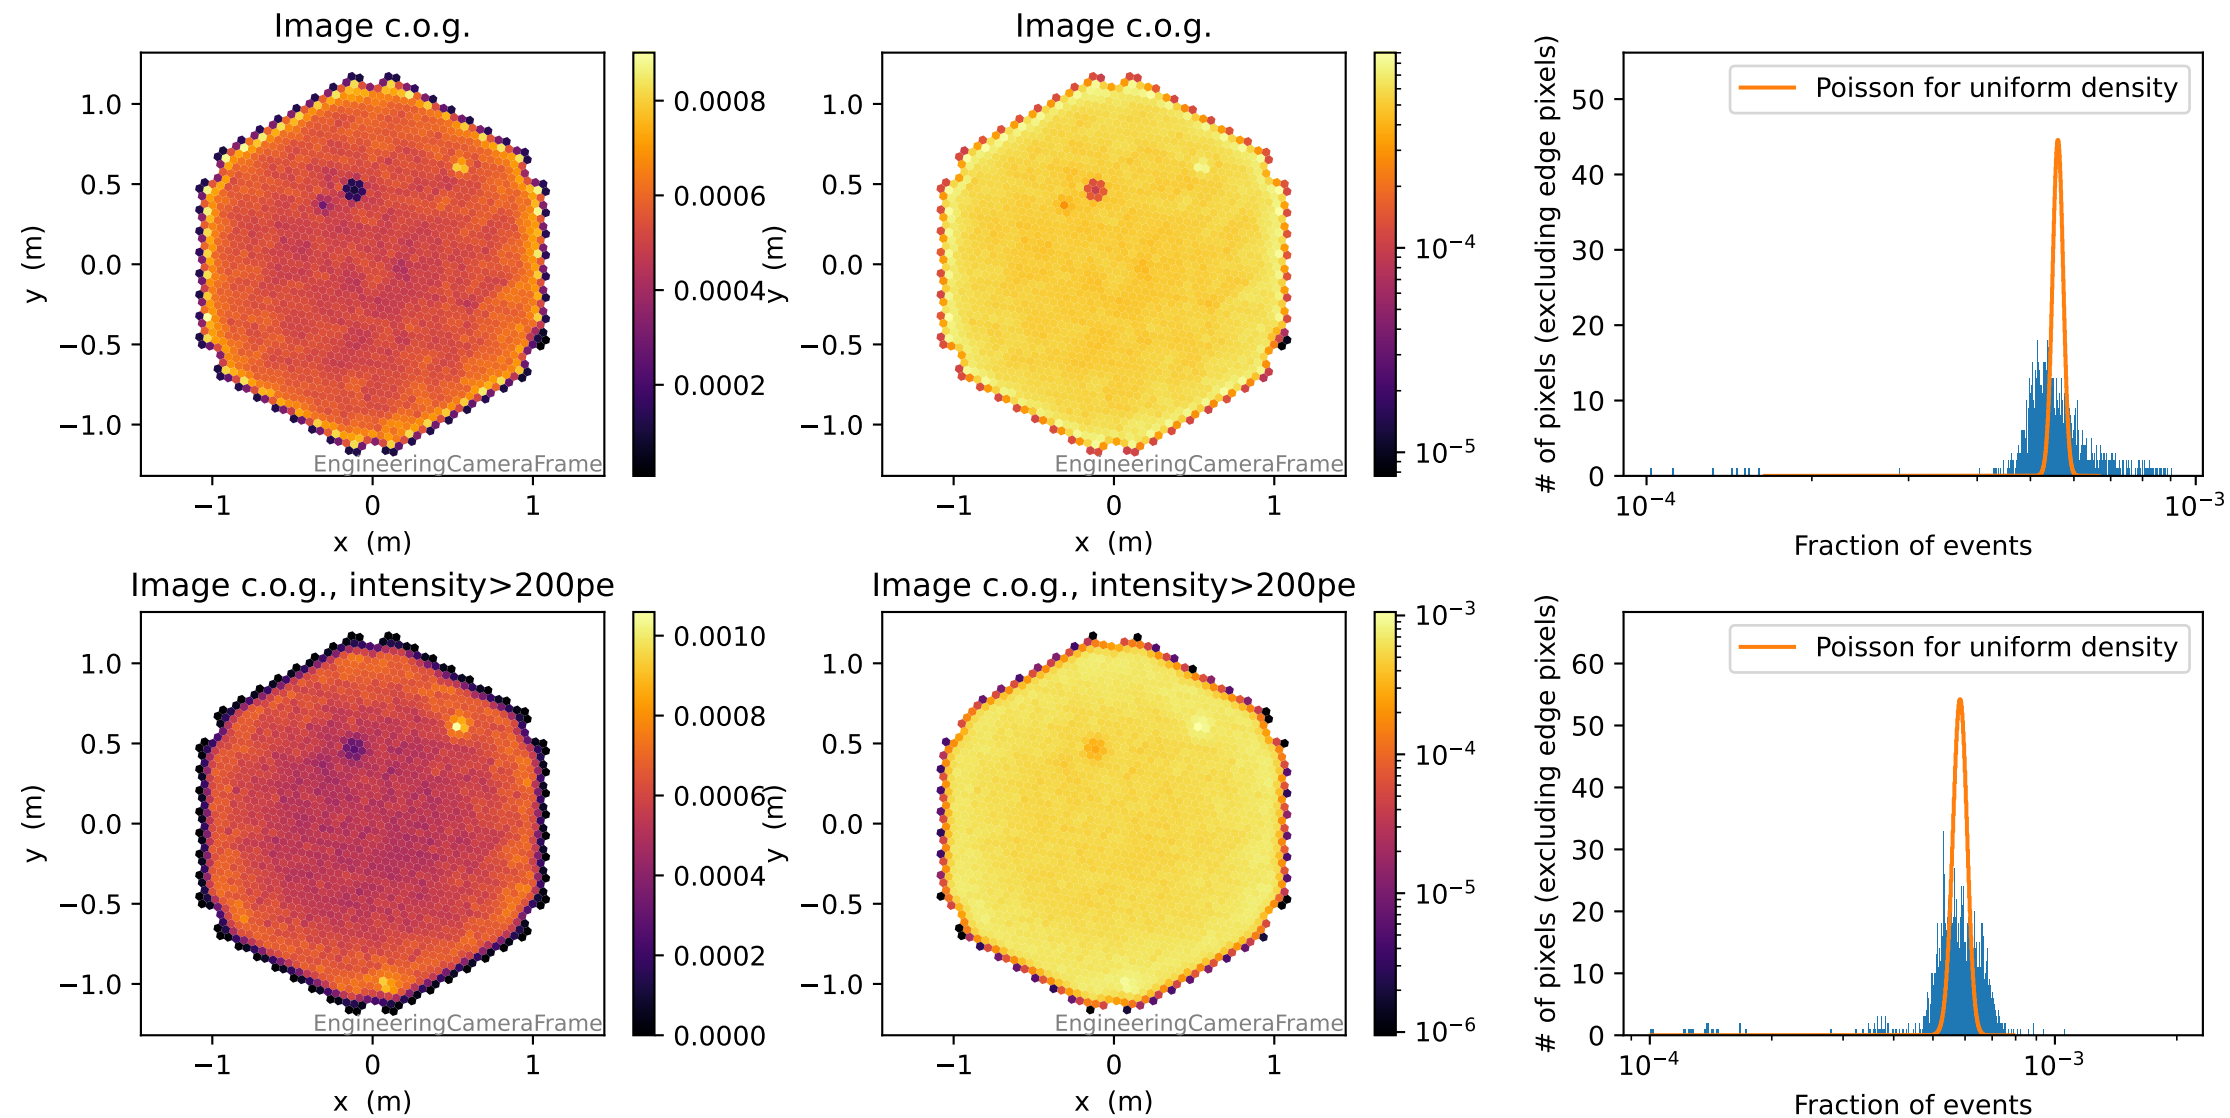 Image c.o.g.
y (m)
1.0
0.5
0.0
−0.5
−1.0
−1 0 1
x (m)
EngineeringCameraFrame
0.0008
0.0006
0.0004
0.0002
Image c.o.g.
y (m)
1.0
0.5
0.0
−0.5
−1.0
−1 0 1
x (m)
EngineeringCameraFrame
10⁻⁴
10⁻⁵
# of pixels (excluding edge pixels)
50
40
30
20
10
0
Poisson for uniform density
10⁻⁴ 10⁻³
Fraction of events
Image c.o.g., intensity>200pe
y (m)
1.0
0.5
0.0
−0.5
−1.0
−1 0 1
x (m)
EngineeringCameraFrame
0.0010
0.0008
0.0006
0.0004
0.0002
0.0000
Image c.o.g., intensity>200pe
y (m)
1.0
0.5
0.0
−0.5
−1.0
−1 0 1
x (m)
EngineeringCameraFrame
10⁻³
10⁻⁴
10⁻⁵
10⁻⁶
# of pixels (excluding edge pixels)
60
50
40
30
20
10
0
Poisson for uniform density
10⁻⁴ 10⁻³
Fraction of events